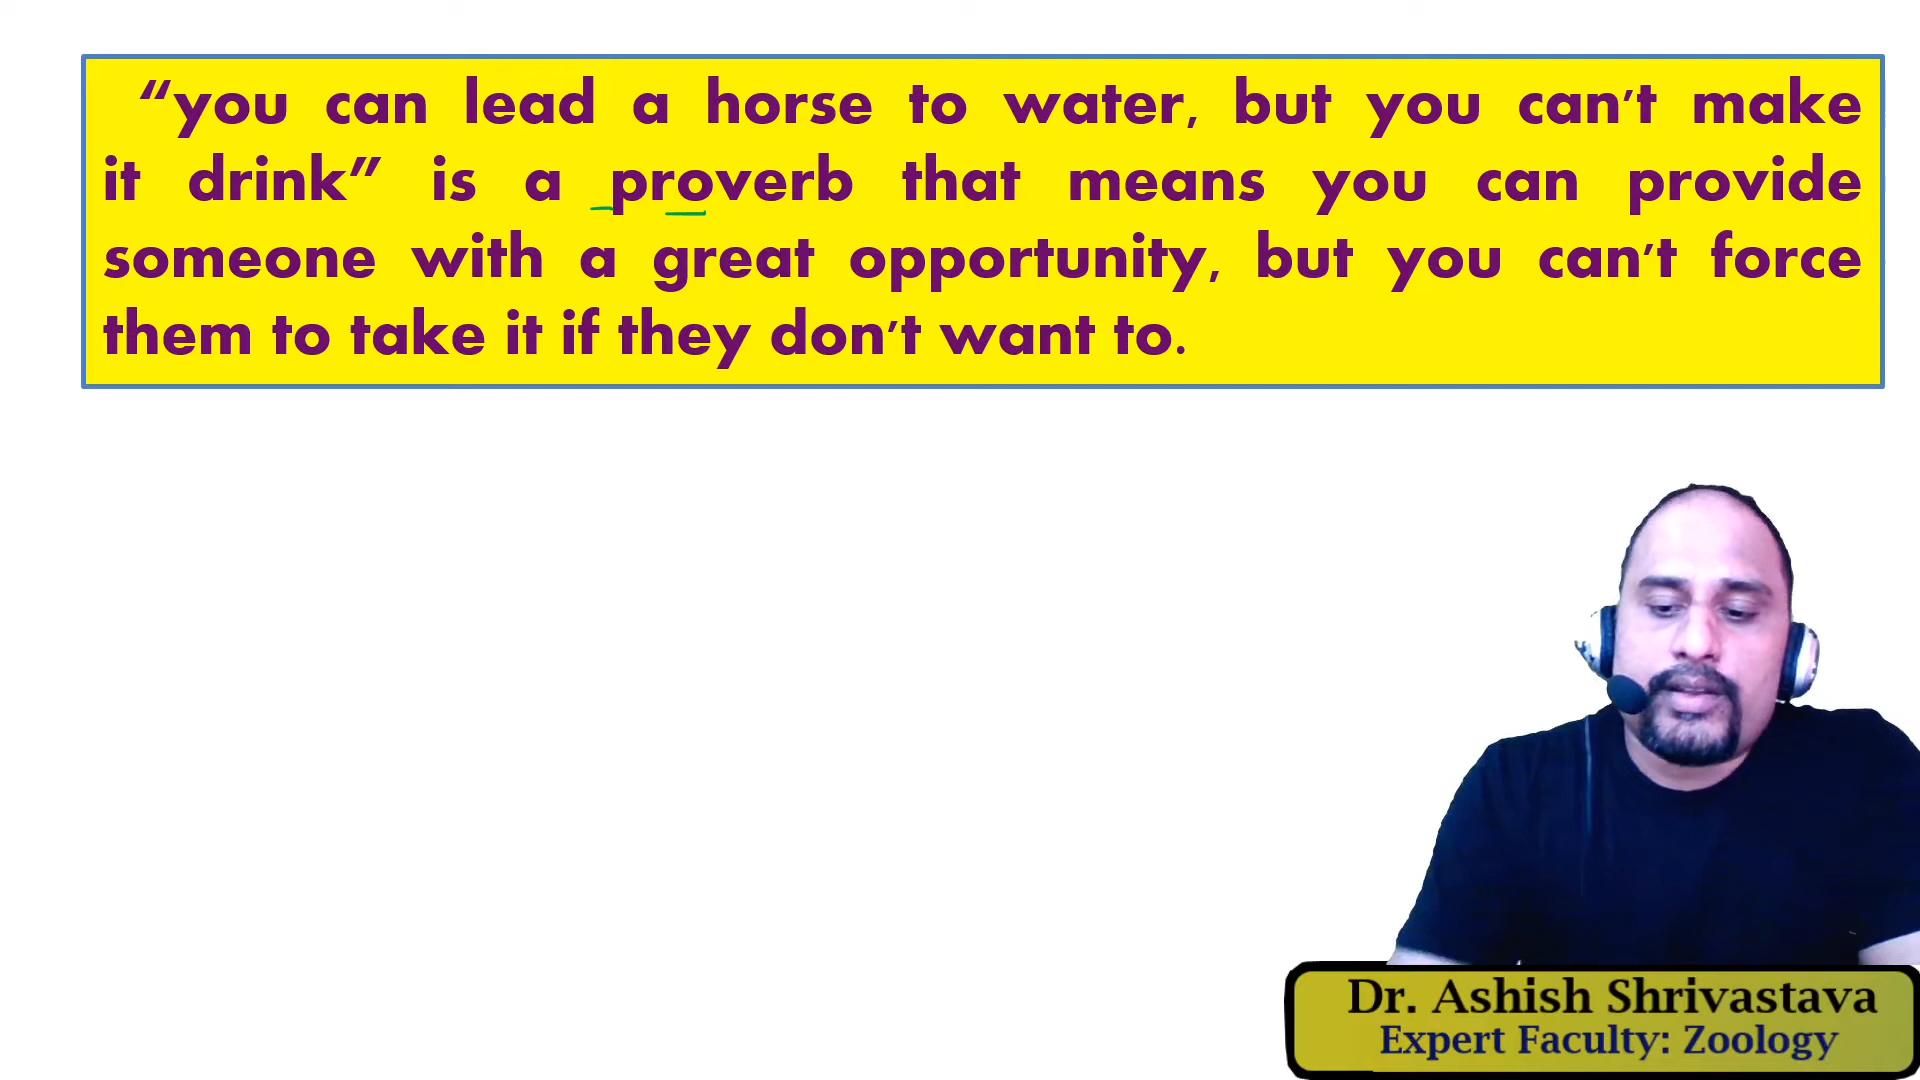 “you can lead a horse to water, but you can’t make
it drink” is a proverb that means you can provide
someone with a great opportunity, but you can’t force
them to take it if they don’t want to.
Dr. Ashish Shrivastava
Expert Faculty: Zoology